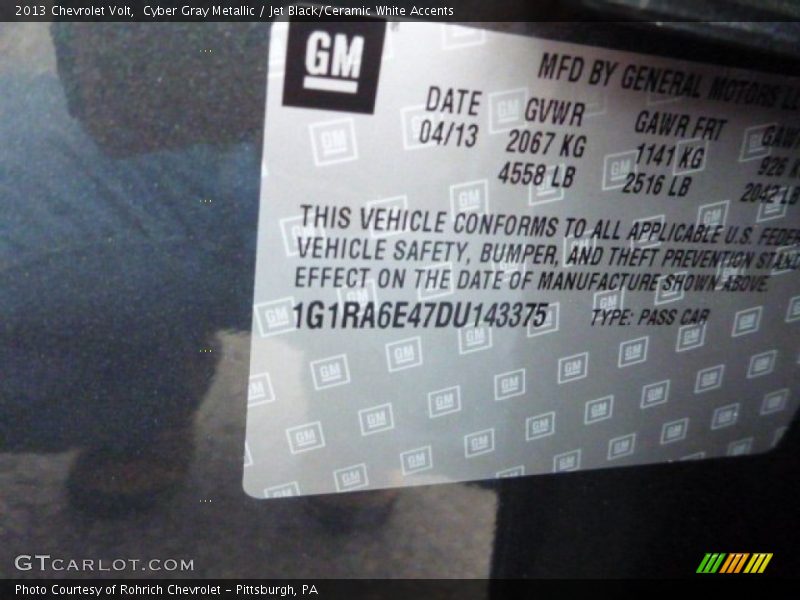 2013 Chevrolet Volt,  Cyber Gray Metallic / Jet Black/Ceramic White Accents
GM
MFD BY GENERAL MOTORS
DATE GVWR GAWR FRT
04/13 2067 KG 1141 KG 926
4558 LB 2516 LB 2042 LB
THIS VEHICLE CONFORMS TO ALL APPLICABLE U.S.
VEHICLE SAFETY, BUMPER, AND THEFT PREVENTION
EFFECT ON THE DATE OF MANUFACTURE SHOWN ABOVE.
1G1RA6E47DU143375 TYPE: PASS CAR
GTCARLOT.COM
Photo Courtesy of Rohrich Chevrolet – Pittsburgh, PA